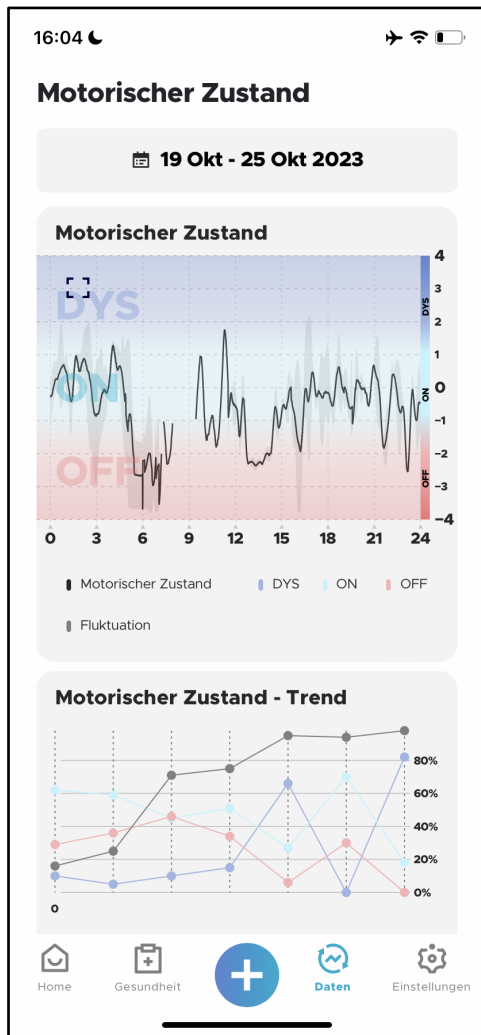 16:04
Motorischer Zustand
19 Okt - 25 Okt 2023
Motorischer Zustand
DYS
ON
OFF
4
3
2
1
0
-1
-2
-3
-4
DYS
ON
OFF
0 3 6 9 12 15 18 21 24
Motorischer Zustand DYS ON OFF
Fluktuation
Motorischer Zustand - Trend
80%
60%
40%
20%
0%
0
Home Gesundheit Daten Einstellungen